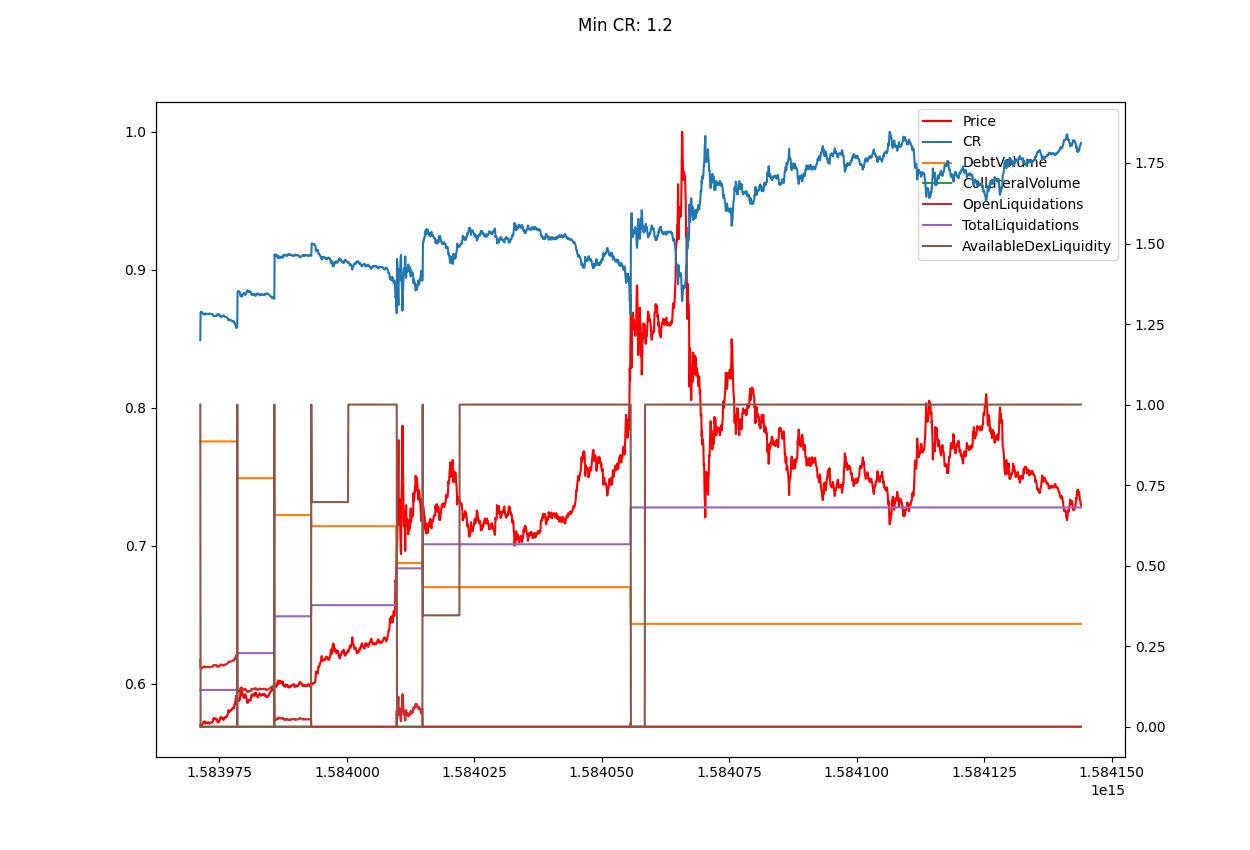 Min CR: 1.2
1.0
0.9
0.8
0.7
0.6
Price
CR
DebtVolume
CollateralVolume
OpenLiquidations
TotalLiquidations
AvailableDexLiquidity
1.75
1.50
1.25
1.00
0.75
0.50
0.25
0.00
1.583975 1.584000 1.584025 1.584050 1.584075 1.584100 1.584125 1.584150
1e15